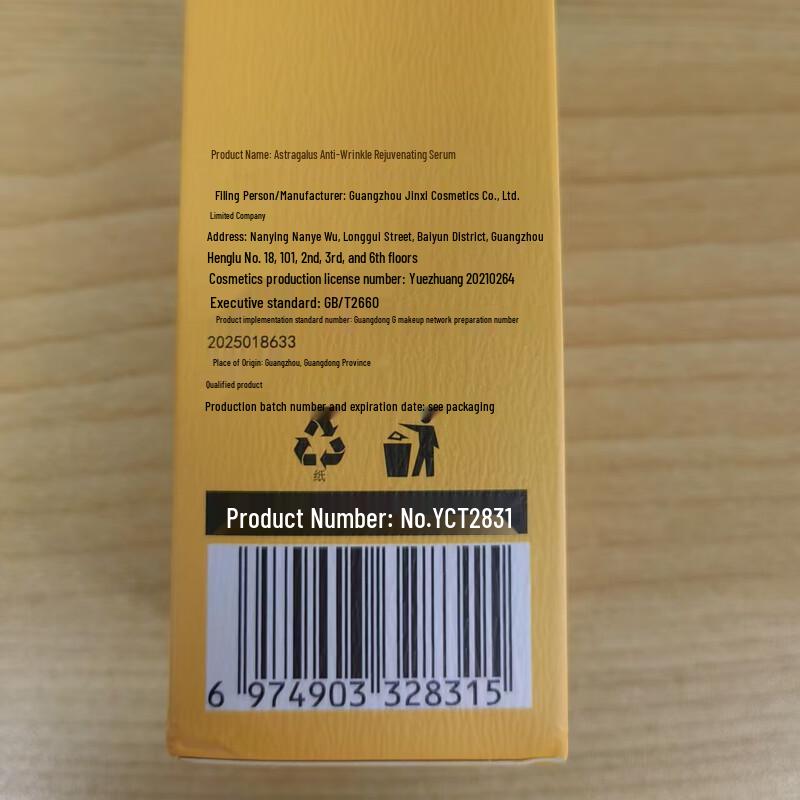 Product Name: Astragalus Anti-Wrinkle Rejuvenating Serum
Filing Person/Manufacturer: Guangzhou Jinxi Cosmetics Co., Ltd.
Limited Company
Address: Nanying Nanye Wu, Longgui Street, Baiyun District, Guangzhou
Henglu No. 18, 101, 2nd, 3rd, and 6th floors
Cosmetics production license number: Yuezhuang 20210264
Executive standard: GB/T2660
Product implementation standard number: Guangdong G makeup network preparation number
2025018633
Place of Origin: Guangzhou, Guangdong Province
Qualified product
Production batch number and expiration date: see packaging
纸
Product Number: No.YCT2831
6 974903 328315